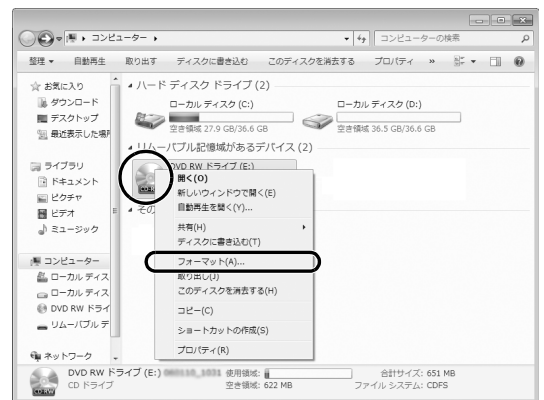 コンピューター
コンピューターの検索
整理 自動再生 取り出す ディスクに書き込む このディスクを消去する プロパティ »
お気に入り
ダウンロード
デスクトップ
最近表示した場所
ライブラリ
ドキュメント
ピクチャ
ビデオ
ミュージック
コンピューター
ローカル ディス
ローカル ディス
DVD RW ドライ
リムーバブル デ
ネットワーク
ハード ディスク ドライブ (2)
ローカル ディスク (C:)
空き領域 27.9 GB/36.6 GB
ローカル ディスク (D:)
空き領域 36.5 GB/36.6 GB
リムーバブル記憶域があるデバイス (2)
DVD RW ドライブ (E:)
CD-RW
その
開く(O)
新しいウィンドウで開く(E)
自動再生を開く(Y)...
共有(H)
ディスクに書き込む(T)
フォーマット(A)...
取り出し(J)
このディスクを消去する(H)
コピー(C)
ショートカットの作成(S)
プロパティ(R)
DVD RW ドライブ (E:) 使用領域: 合計サイズ: 651 MB
CD ドライブ 空き領域: 622 MB ファイル システム: CDFS
CD-RW